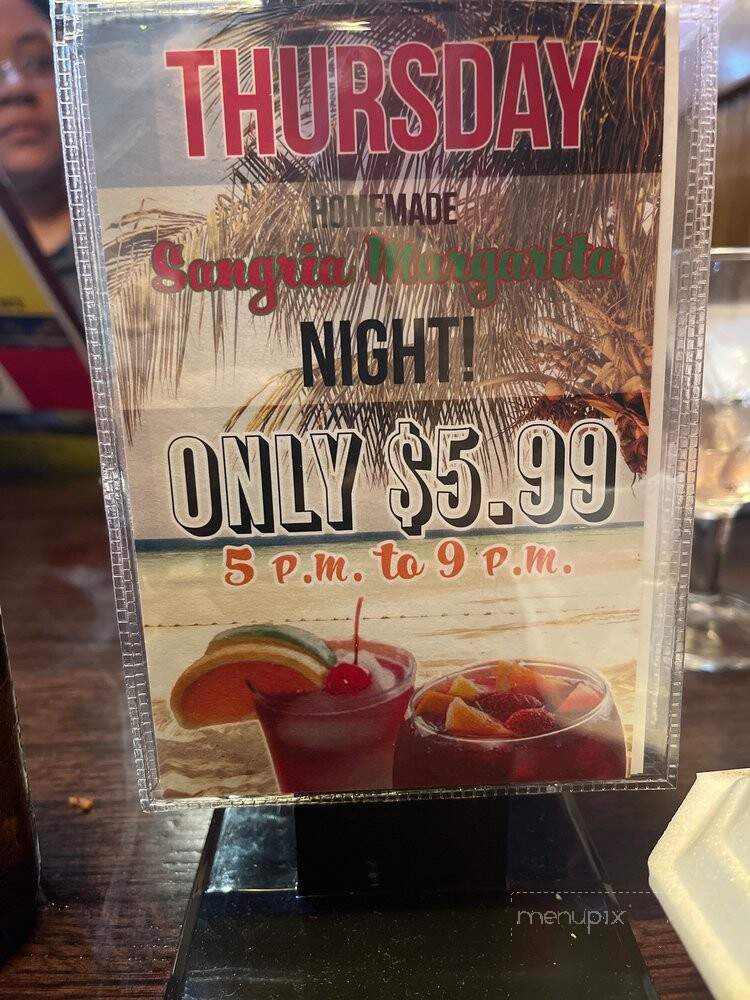 THURSDAY
HOMEMADE
Sangria Margarita
NIGHT!
ONLY $5.99
5 P.M. to 9 P.M.
menupix